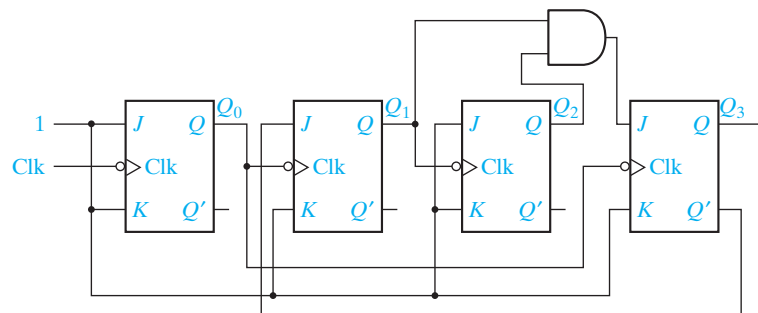 Q₀ Q₁ Q₂ Q₃
1 J Q J Q J Q J Q
Clk Clk Clk Clk Clk
K Q′ K Q′ K Q′ K Q′